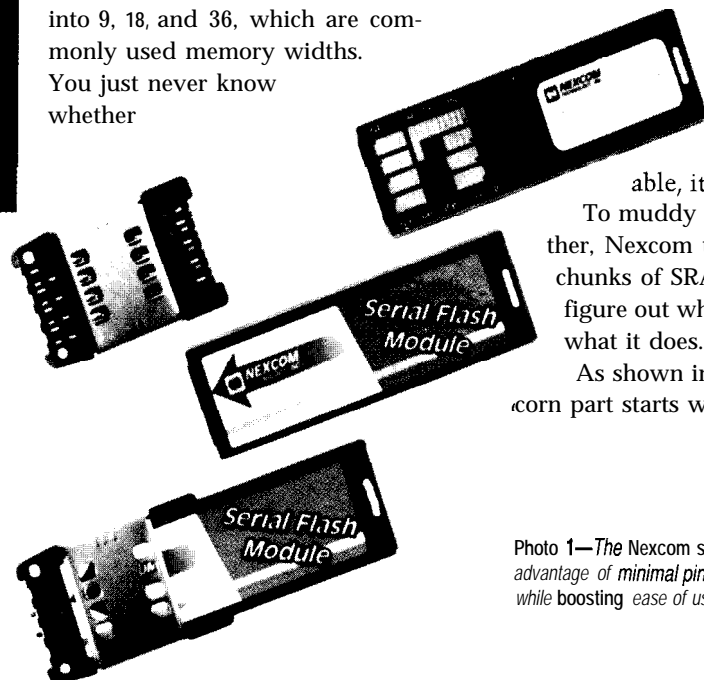 into 9, 18, and 36, which are com-
monly used memory widths.
You just never know
whether
NEXCOM
able, it
To muddy
ther, Nexcom
chunks of SRA
figure out wh
what it does.
As shown in
corn part starts w
Serial Flash
Module
NEXCOM
Serial Flash
Module
Photo 1—The Nexcom s
advantage of minimal pin
while boosting ease of us